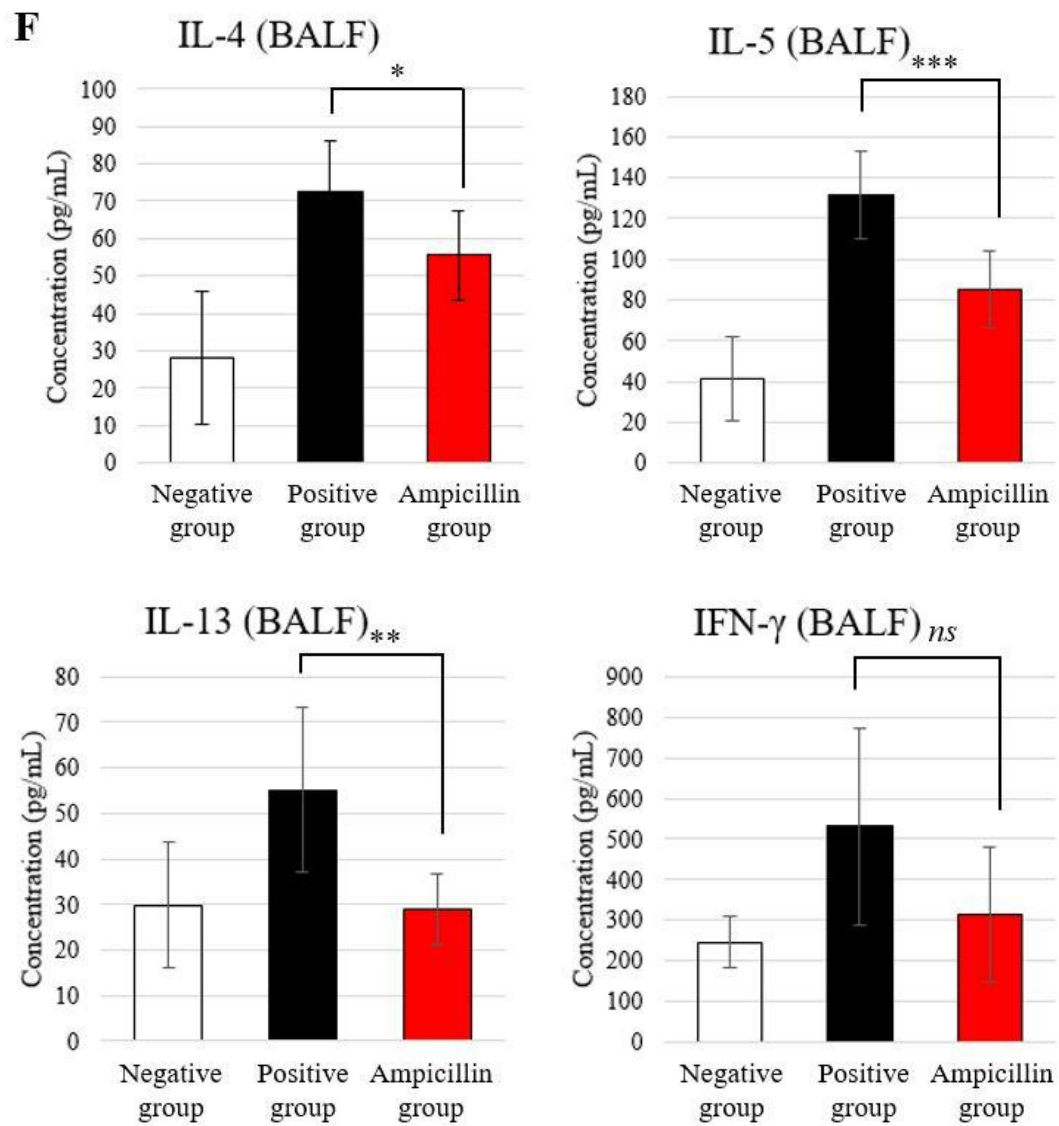 F
IL-4 (BALF)
*
Concentration (pg/mL)
100
90
80
70
60
50
40
30
20
10
0
Negative group
Positive group
Ampicillin group
IL-5 (BALF)
***
Concentration (pg/mL)
180
160
140
120
100
80
60
40
20
0
Negative group
Positive group
Ampicillin group
IL-13 (BALF)
**
Concentration (pg/mL)
80
70
60
50
40
30
20
10
0
Negative group
Positive group
Ampicillin group
IFN-γ (BALF)
ns
Concentration (pg/mL)
900
800
700
600
500
400
300
200
100
0
Negative group
Positive group
Ampicillin group